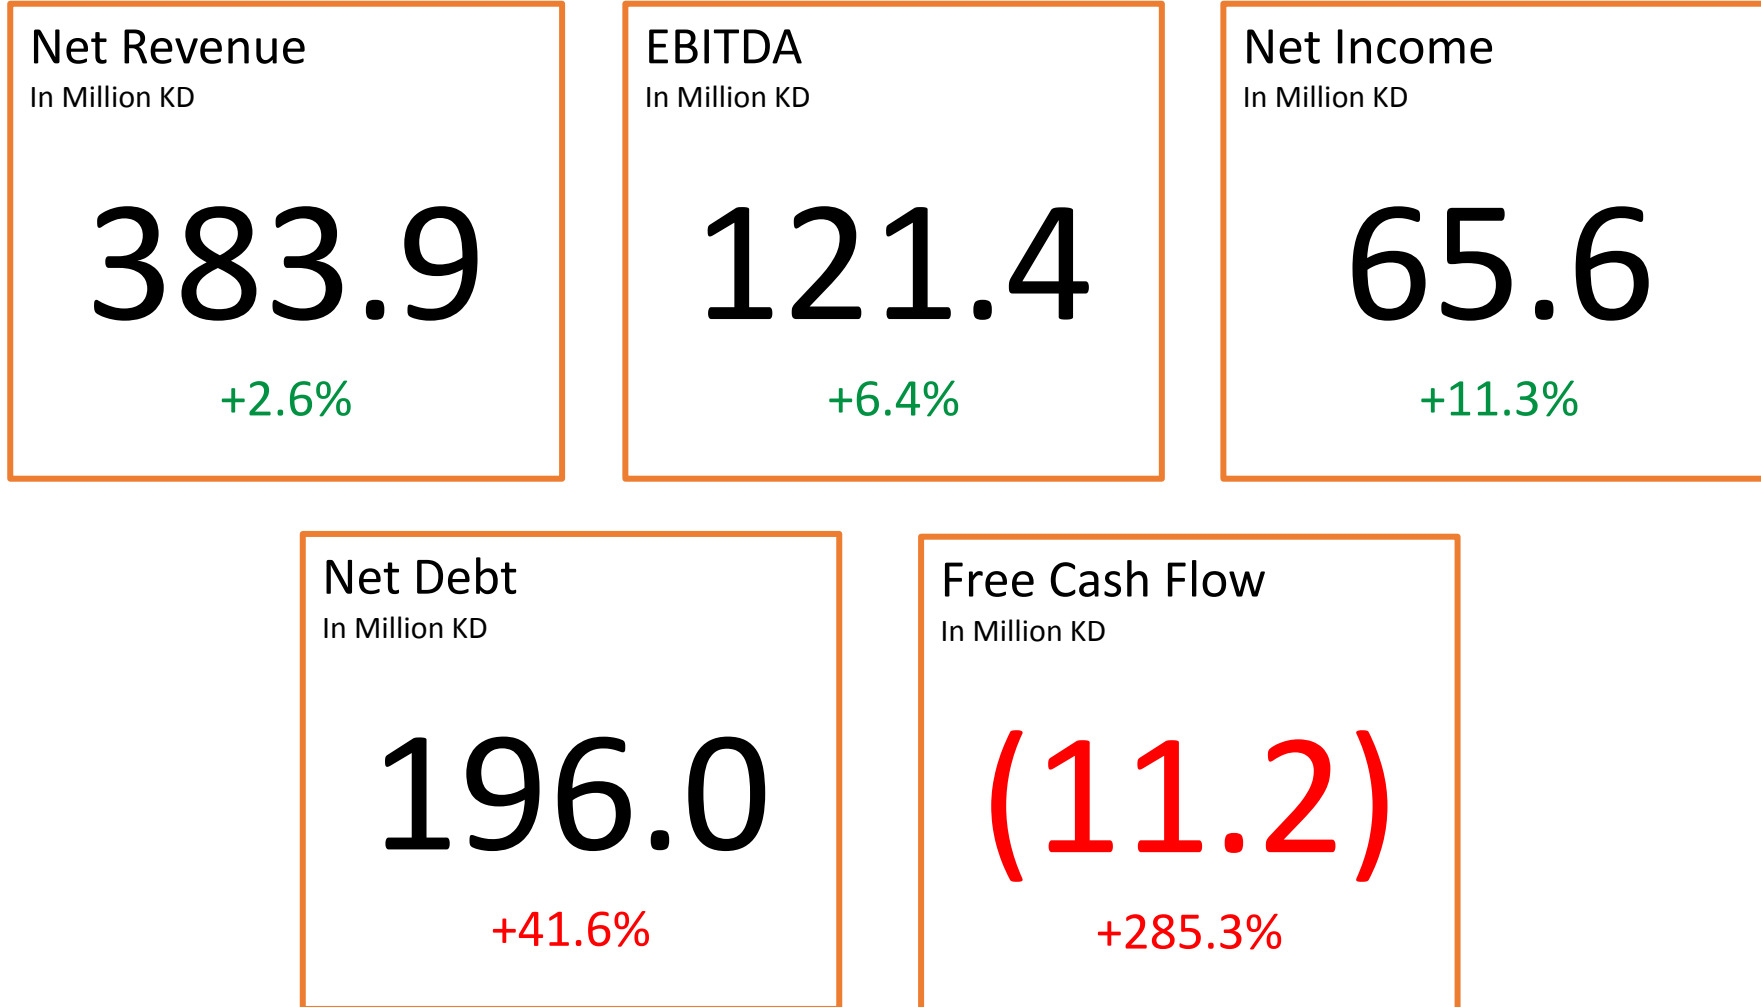 Net Revenue
In Million KD
383.9
+2.6%
EBITDA
In Million KD
121.4
+6.4%
Net Income
In Million KD
65.6
+11.3%
Net Debt
In Million KD
196.0
+41.6%
Free Cash Flow
In Million KD
(11.2)
+285.3%